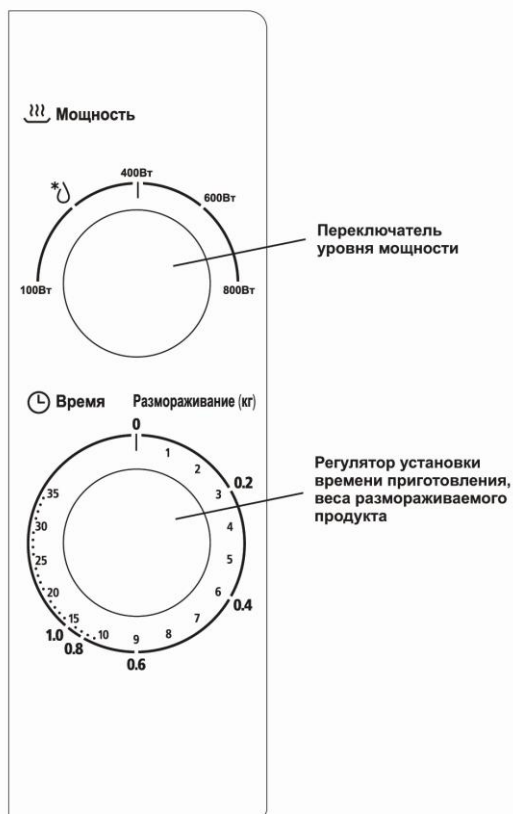 Мощность
400Вт
600Вт
100Вт
800Вт
Переключатель
уровня мощности
Время Размораживание (кг)
0
1
2
0.2
3
4
5
6
0.4
7
8
9
0.6
10
0.8
15
1.0
20
25
30
35
Регулятор установки
времени приготовления,
веса размораживаемого
продукта